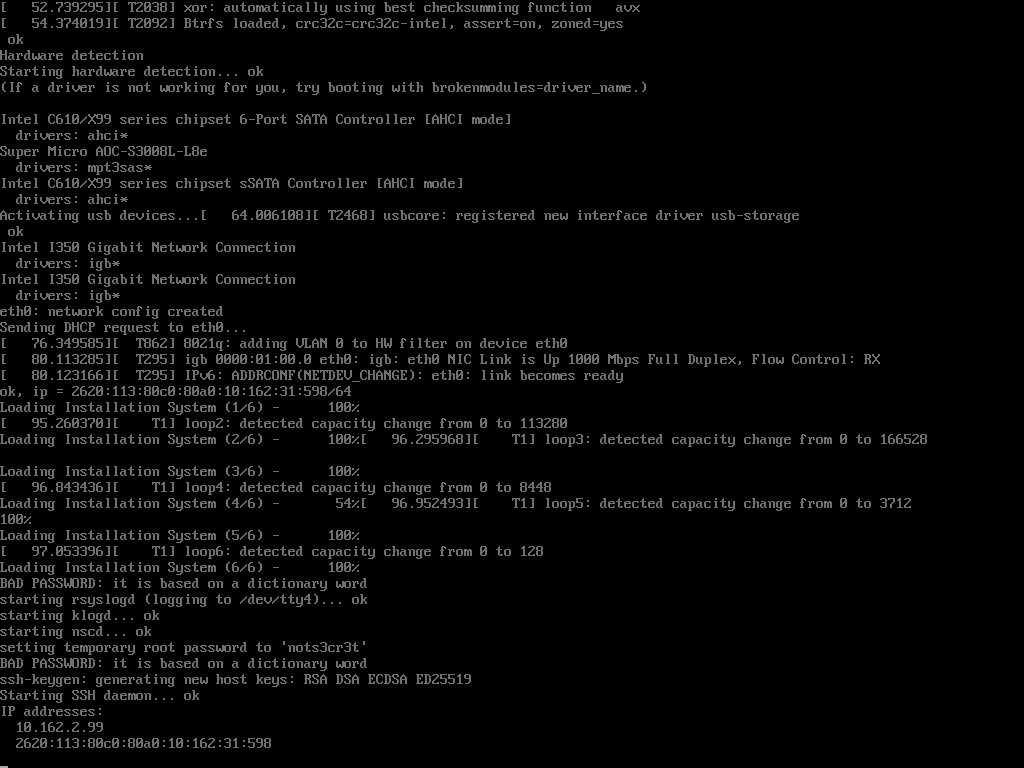 [   52.739295][ T2038] xor: automatically using best checksumming function   avx
[   54.374019][ T2092] Btrfs loaded, crc32c=crc32c-intel, assert=on, zoned=yes
 ok
Hardware detection
Starting hardware detection... ok
(If a driver is not working for you, try booting with brokenmodules=driver_name.)

Intel C610/X99 series chipset 6-Port SATA Controller [AHCI mode]
  drivers: ahci*
Super Micro AOC-S3008L-L8e
  drivers: mpt3sas*
Intel C610/X99 series chipset sSATA Controller [AHCI mode]
  drivers: ahci*
Activating usb devices...[   64.006108][ T2468] usbcore: registered new interface driver usb-storage
 ok
Intel I350 Gigabit Network Connection
  drivers: igb*
Intel I350 Gigabit Network Connection
  drivers: igb*
eth0: network config created
Sending DHCP request to eth0...
[   76.349585][  T862] 8021q: adding VLAN 0 to HW filter on device eth0
[   80.113285][  T295] igb 0000:01:00.0 eth0: igb: eth0 NIC Link is Up 1000 Mbps Full Duplex, Flow Control: RX
[   80.123166][  T295] IPv6: ADDRCONF(NETDEV_CHANGE): eth0: link becomes ready
ok, ip = 2620:113:80c0:80a0:10:162:31:598/64
Loading Installation System (1/6) -      100%
[   95.260370][    T1] loop2: detected capacity change from 0 to 113280
Loading Installation System (2/6) -      100%[   96.295968][    T1] loop3: detected capacity change from 0 to 166528

Loading Installation System (3/6) -      100%
[   96.843436][    T1] loop4: detected capacity change from 0 to 8448
Loading Installation System (4/6) -       54%[   96.952493][    T1] loop5: detected capacity change from 0 to 3712
100%
Loading Installation System (5/6) -      100%
[   97.053396][    T1] loop6: detected capacity change from 0 to 128
Loading Installation System (6/6) -      100%
BAD PASSWORD: it is based on a dictionary word
starting rsyslogd (logging to /dev/tty4)... ok
starting klogd... ok
starting nscd... ok
setting temporary root password to 'nots3cr3t'
BAD PASSWORD: it is based on a dictionary word
ssh-keygen: generating new host keys: RSA DSA ECDSA ED25519
Starting SSH daemon... ok
IP addresses:
  10.162.2.99
  2620:113:80c0:80a0:10:162:31:598